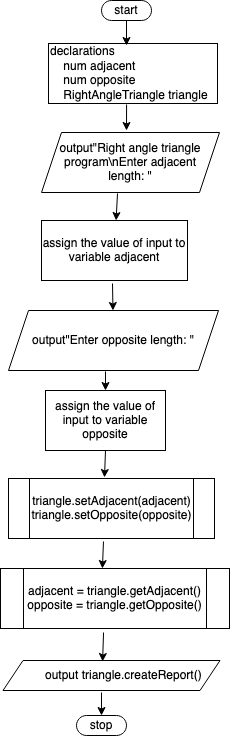 start
declarations
num adjacent
num opposite
RightAngleTriangle triangle
output"Right angle triangle
program\nEnter adjacent
length: "
assign the value of input to
variable adjacent
output"Enter opposite length: "
assign the value of
input to variable
opposite
triangle.setAdjacent(adjacent)
triangle.setOpposite(opposite)
adjacent = triangle.getAdjacent()
opposite = triangle.getOpposite()
output triangle.createReport()
stop